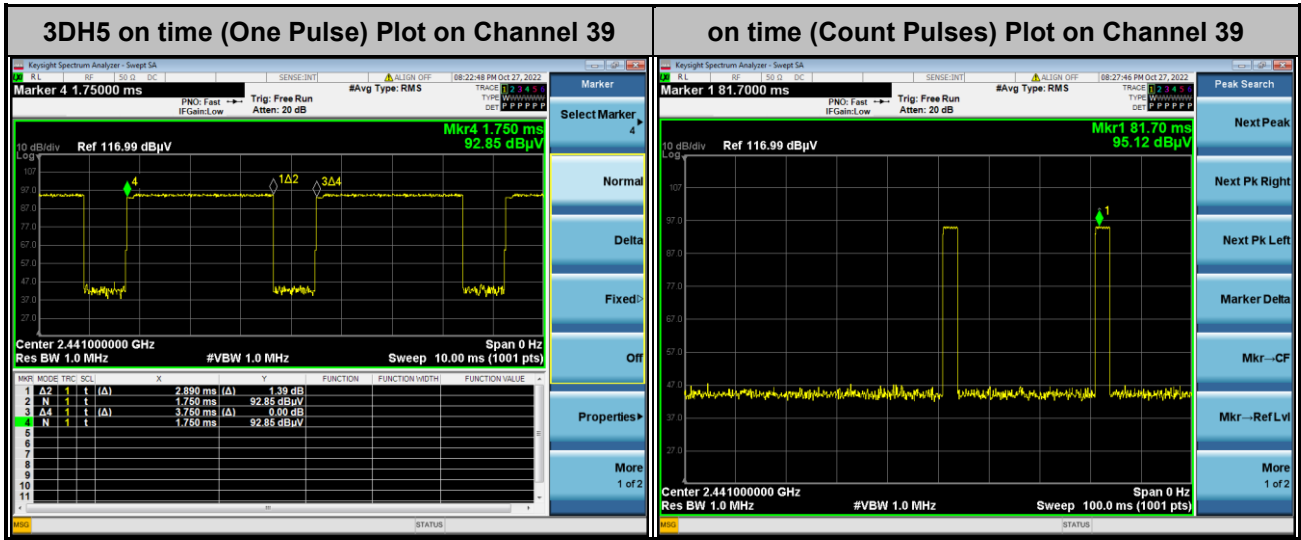 3DH5 on time (One Pulse) Plot on Channel 39
on time (Count Pulses) Plot on Channel 39
Keysight Spectrum Analyzer - Swept SA
RL RF 50 Ω DC SENSE:INT ALIGN OFF 08:22:48 PM Oct 27, 2022
Marker 4 1.75000 ms
#Avg Type: RMS
TRACE 1 2 3 4 5 6
PNO: Fast Trig: Free Run
TYPE WWWWWW
IFGain:Low Atten: 20 dB
DET P P P P P P
Mkr4 1.750 ms
92.85 dBµV
10 dB/div Ref 116.99 dBµV
Log
107
97.0
87.0
77.0
67.0
57.0
47.0
37.0
27.0
4
1Δ2
3Δ4
Center 2.441000000 GHz Span 0 Hz
Res BW 1.0 MHz #VBW 1.0 MHz Sweep 10.00 ms (1001 pts)
MKR MODE TRC SCL X Y FUNCTION FUNCTION WIDTH FUNCTION VALUE
1 Δ2 1 t (Δ) 2.890 ms (Δ) 1.39 dB
2 N 1 t 1.750 ms 92.85 dBµV
3 Δ4 1 t (Δ) 3.750 ms (Δ) 0.00 dB
4 N 1 t 1.750 ms 92.85 dBµV
5
6
7
8
9
10
11
MSG STATUS
Marker
Select Marker
4
Normal
Delta
Fixed
Off
Properties
More
1 of 2
Keysight Spectrum Analyzer - Swept SA
RL RF 50 Ω DC SENSE:INT ALIGN OFF 08:27:46 PM Oct 27, 2022
Marker 1 81.7000 ms
#Avg Type: RMS
TRACE 1 2 3 4 5 6
PNO: Fast Trig: Free Run
TYPE WWWWWW
IFGain:Low Atten: 20 dB
DET P P P P P P
Mkr1 81.70 ms
95.12 dBµV
10 dB/div Ref 116.99 dBµV
Log
107
97.0
87.0
77.0
67.0
57.0
47.0
37.0
27.0
1
Center 2.441000000 GHz Span 0 Hz
Res BW 1.0 MHz #VBW 1.0 MHz Sweep 100.0 ms (1001 pts)
MSG STATUS
Peak Search
Next Peak
Next Pk Right
Next Pk Left
Marker Delta
Mkr→CF
Mkr→Ref Lvl
More
1 of 2